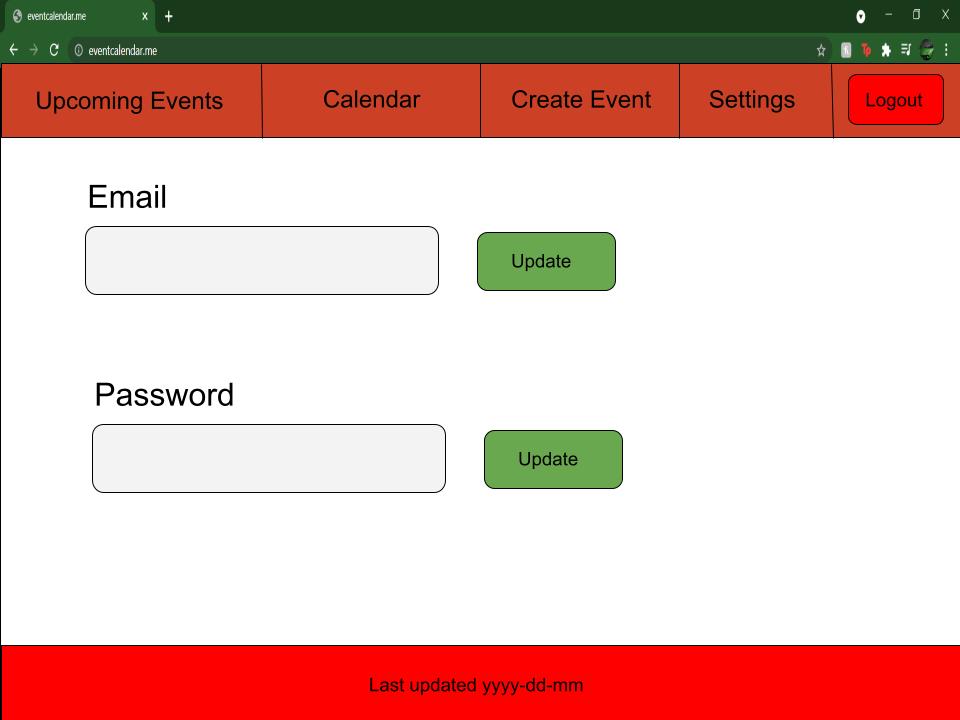 eventcalendar.me
eventcalendar.me
Upcoming Events Calendar Create Event Settings Logout
Email
Update
Password
Update
Last updated yyyy-dd-mm